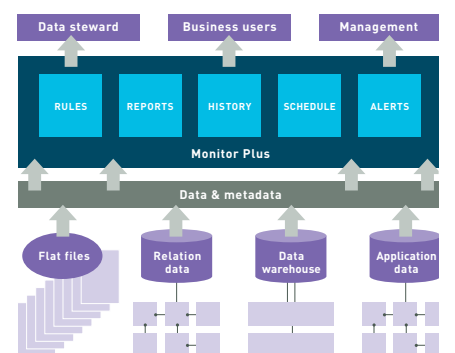 Data steward
Business users
Management
RULES
REPORTS
HISTORY
SCHEDULE
ALERTS
Monitor Plus
Data & metadata
Flat files
Relation
data
Data
warehouse
Application
data